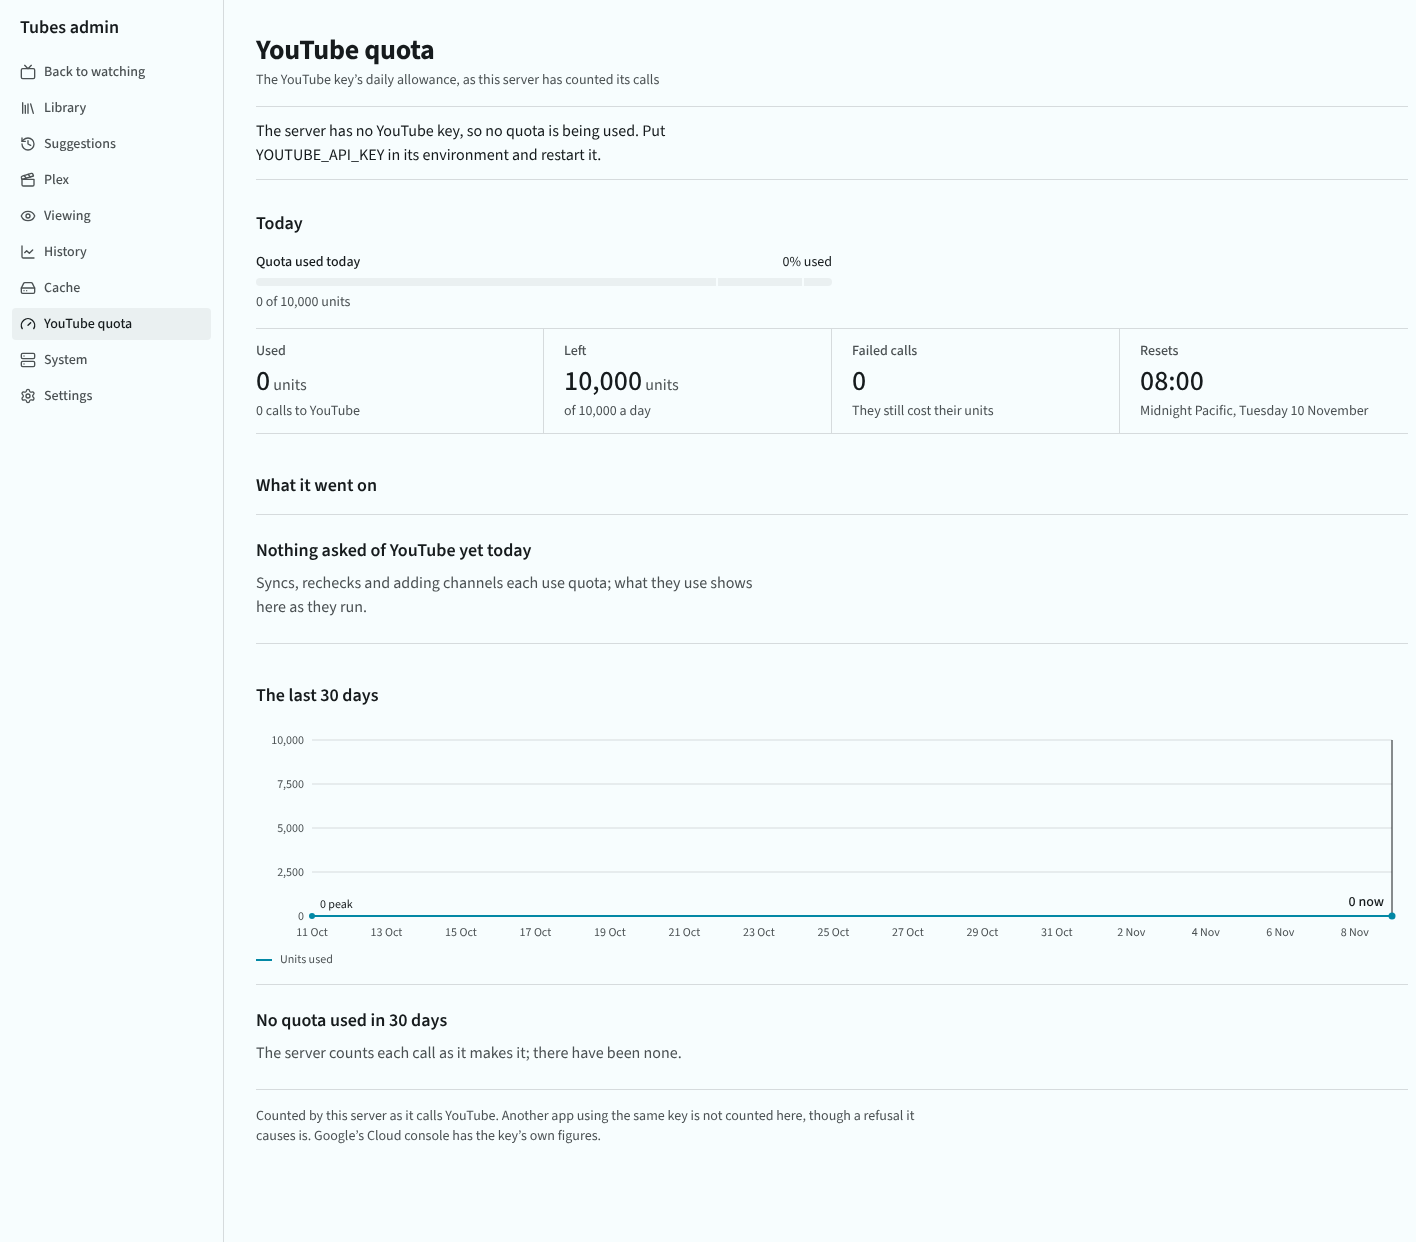 Tubes admin
Back to watching
Library
Suggestions
Plex
Viewing
History
Cache
YouTube quota
System
Settings
YouTube quota
The YouTube key’s daily allowance, as this server has counted its calls
The server has no YouTube key, so no quota is being used. Put
YOUTUBE_API_KEY in its environment and restart it.
Today
Quota used today 0% used
0 of 10,000 units
Used
0 units
0 calls to YouTube
Left
10,000 units
of 10,000 a day
Failed calls
0
They still cost their units
Resets
08:00
Midnight Pacific, Tuesday 10 November
What it went on
Nothing asked of YouTube yet today
Syncs, rechecks and adding channels each use quota; what they use shows
here as they run.
The last 30 days
10,000
7,500
5,000
2,500
0
0 peak
0 now
11 Oct 13 Oct 15 Oct 17 Oct 19 Oct 21 Oct 23 Oct 25 Oct 27 Oct 29 Oct 31 Oct 2 Nov 4 Nov 6 Nov 8 Nov
Units used
No quota used in 30 days
The server counts each call as it makes it; there have been none.
Counted by this server as it calls YouTube. Another app using the same key is not counted here, though a refusal it
causes is. Google’s Cloud console has the key’s own figures.